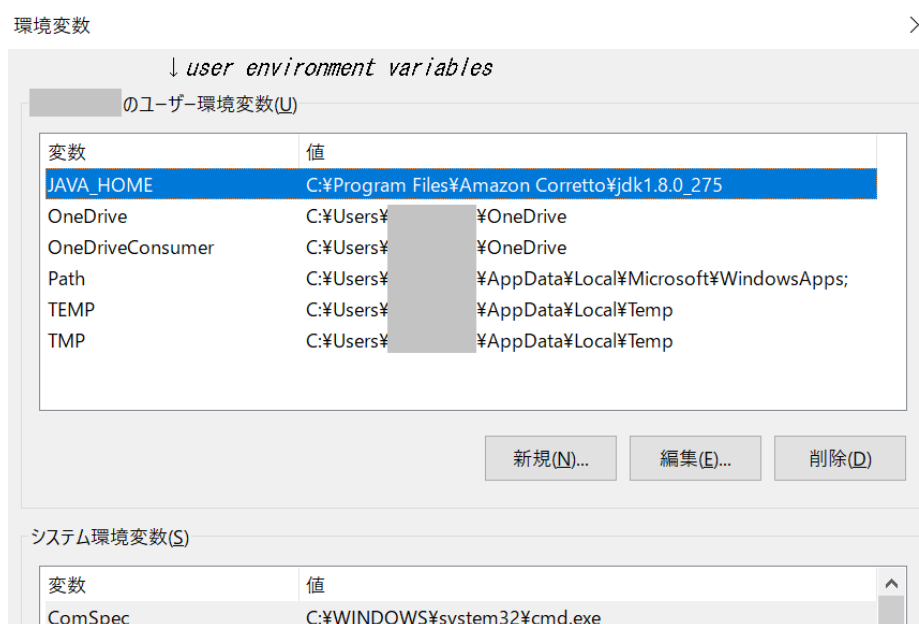 環境変数
↓user environment variables
のユーザー環境変数(U)
変数 値
JAVA_HOME C:¥Program Files¥Amazon Corretto¥jdk1.8.0_275
OneDrive C:¥Users¥ ¥OneDrive
OneDriveConsumer C:¥Users¥ ¥OneDrive
Path C:¥Users¥ ¥AppData¥Local¥Microsoft¥WindowsApps;
TEMP C:¥Users¥ ¥AppData¥Local¥Temp
TMP C:¥Users¥ ¥AppData¥Local¥Temp
新規(N)... 編集(E)... 削除(D)
システム環境変数(S)
変数 値
ComSpec C:¥WINDOWS¥system32¥cmd.exe